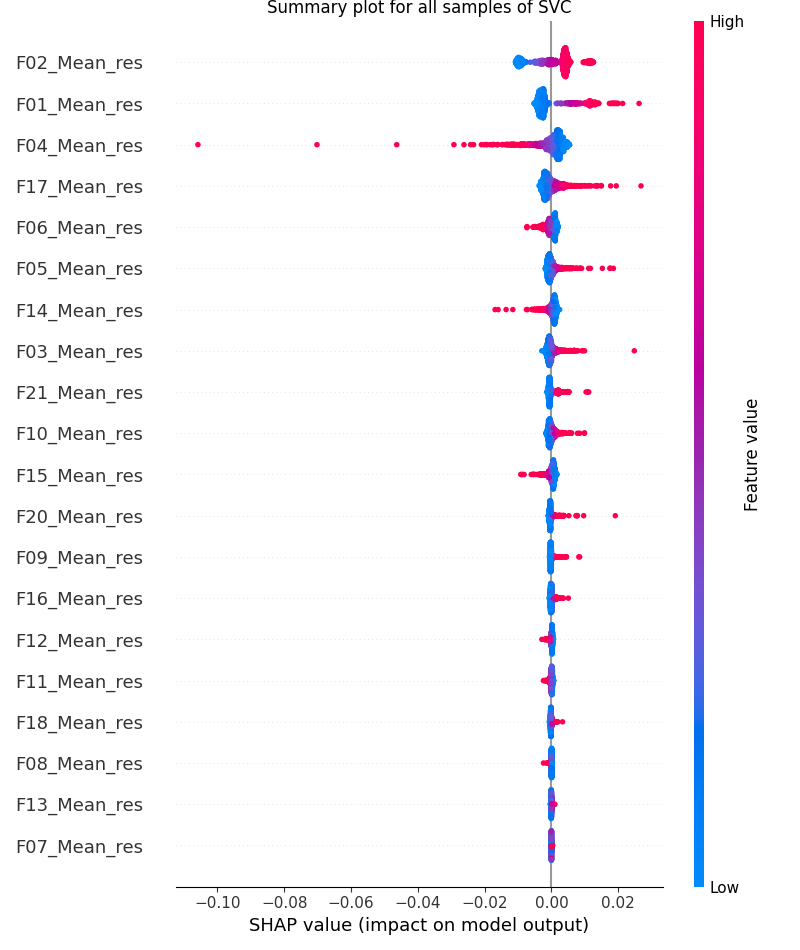 Summary plot for all samples of SVC
High
F02_Mean_res
F01_Mean_res
F04_Mean_res
F17_Mean_res
F06_Mean_res
F05_Mean_res
F14_Mean_res
F03_Mean_res
F21_Mean_res
F10_Mean_res
F15_Mean_res
F20_Mean_res
F09_Mean_res
F16_Mean_res
F12_Mean_res
F11_Mean_res
F18_Mean_res
F08_Mean_res
F13_Mean_res
F07_Mean_res
Feature value
Low
−0.10 −0.08 −0.06 −0.04 −0.02 0.00 0.02
SHAP value (impact on model output)